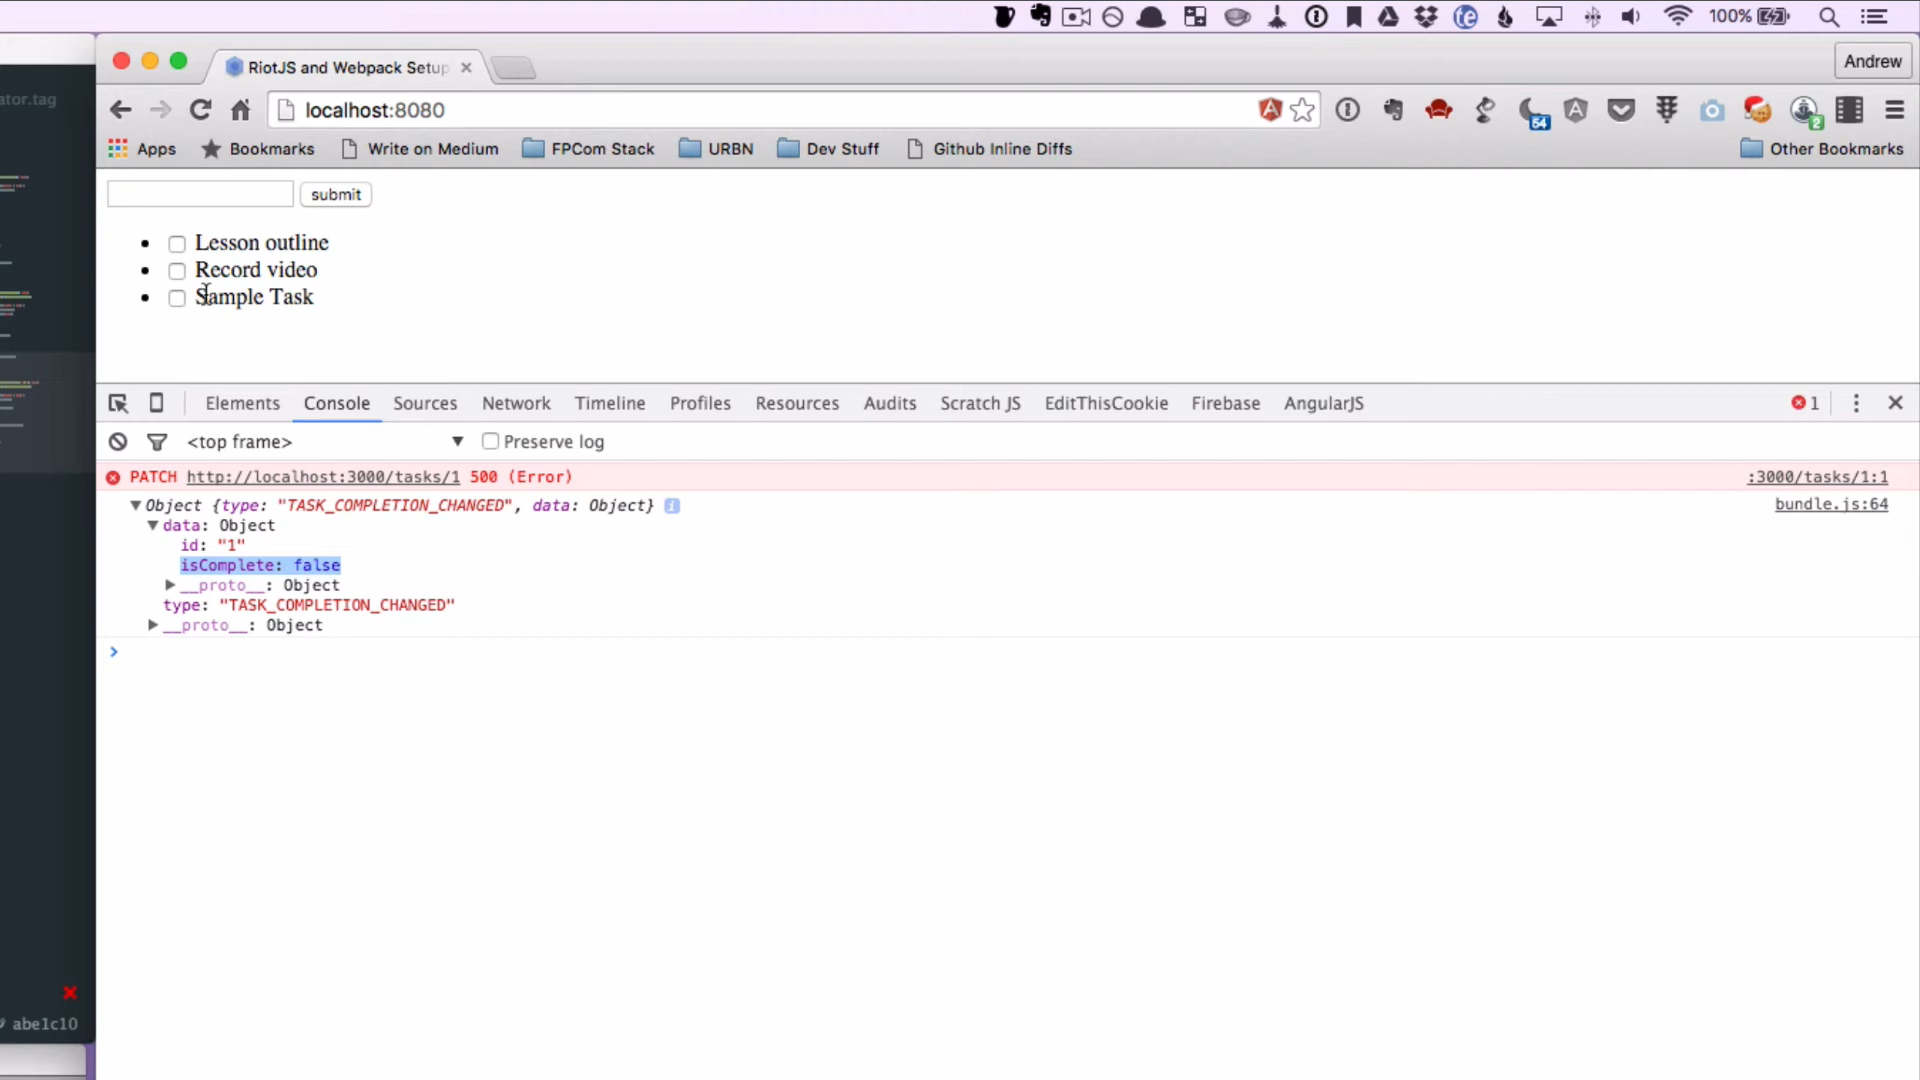 100%
ator.tag
RiotJS and Webpack Setup
Andrew
localhost:8080
54
2
Apps Bookmarks Write on Medium FPCom Stack URBN Dev Stuff Github Inline Diffs Other Bookmarks
submit
Lesson outline
Record video
Sample Task
Elements Console Sources Network Timeline Profiles Resources Audits Scratch JS EditThisCookie Firebase AngularJS 1
<top frame> Preserve log
PATCH http://localhost:3000/tasks/1 500 (Error) :3000/tasks/1:1
Object {type: "TASK_COMPLETION_CHANGED", data: Object} bundle.js:64
data: Object
id: "1"
isComplete: false
__proto__: Object
type: "TASK_COMPLETION_CHANGED"
__proto__: Object
>
abe1c10